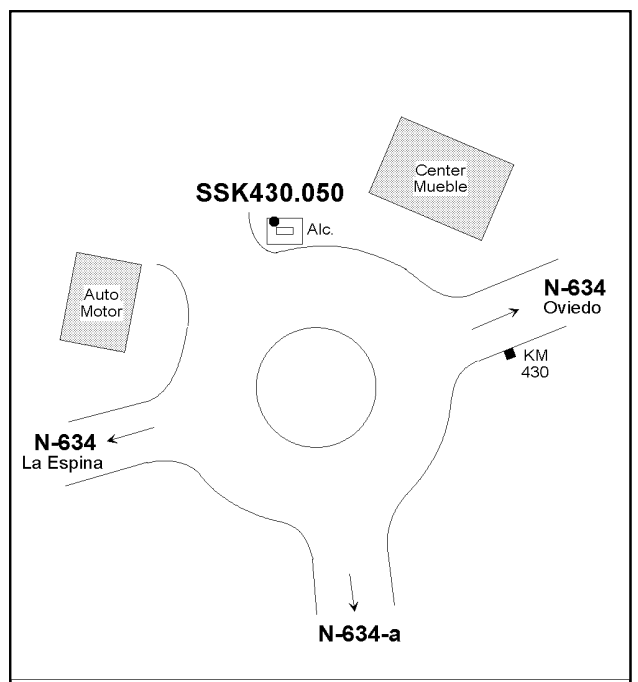 Center
Mueble
SSK430.050
Alc.
Auto
Motor
N-634
Oviedo
KM
430
N-634
La Espina
N-634-a